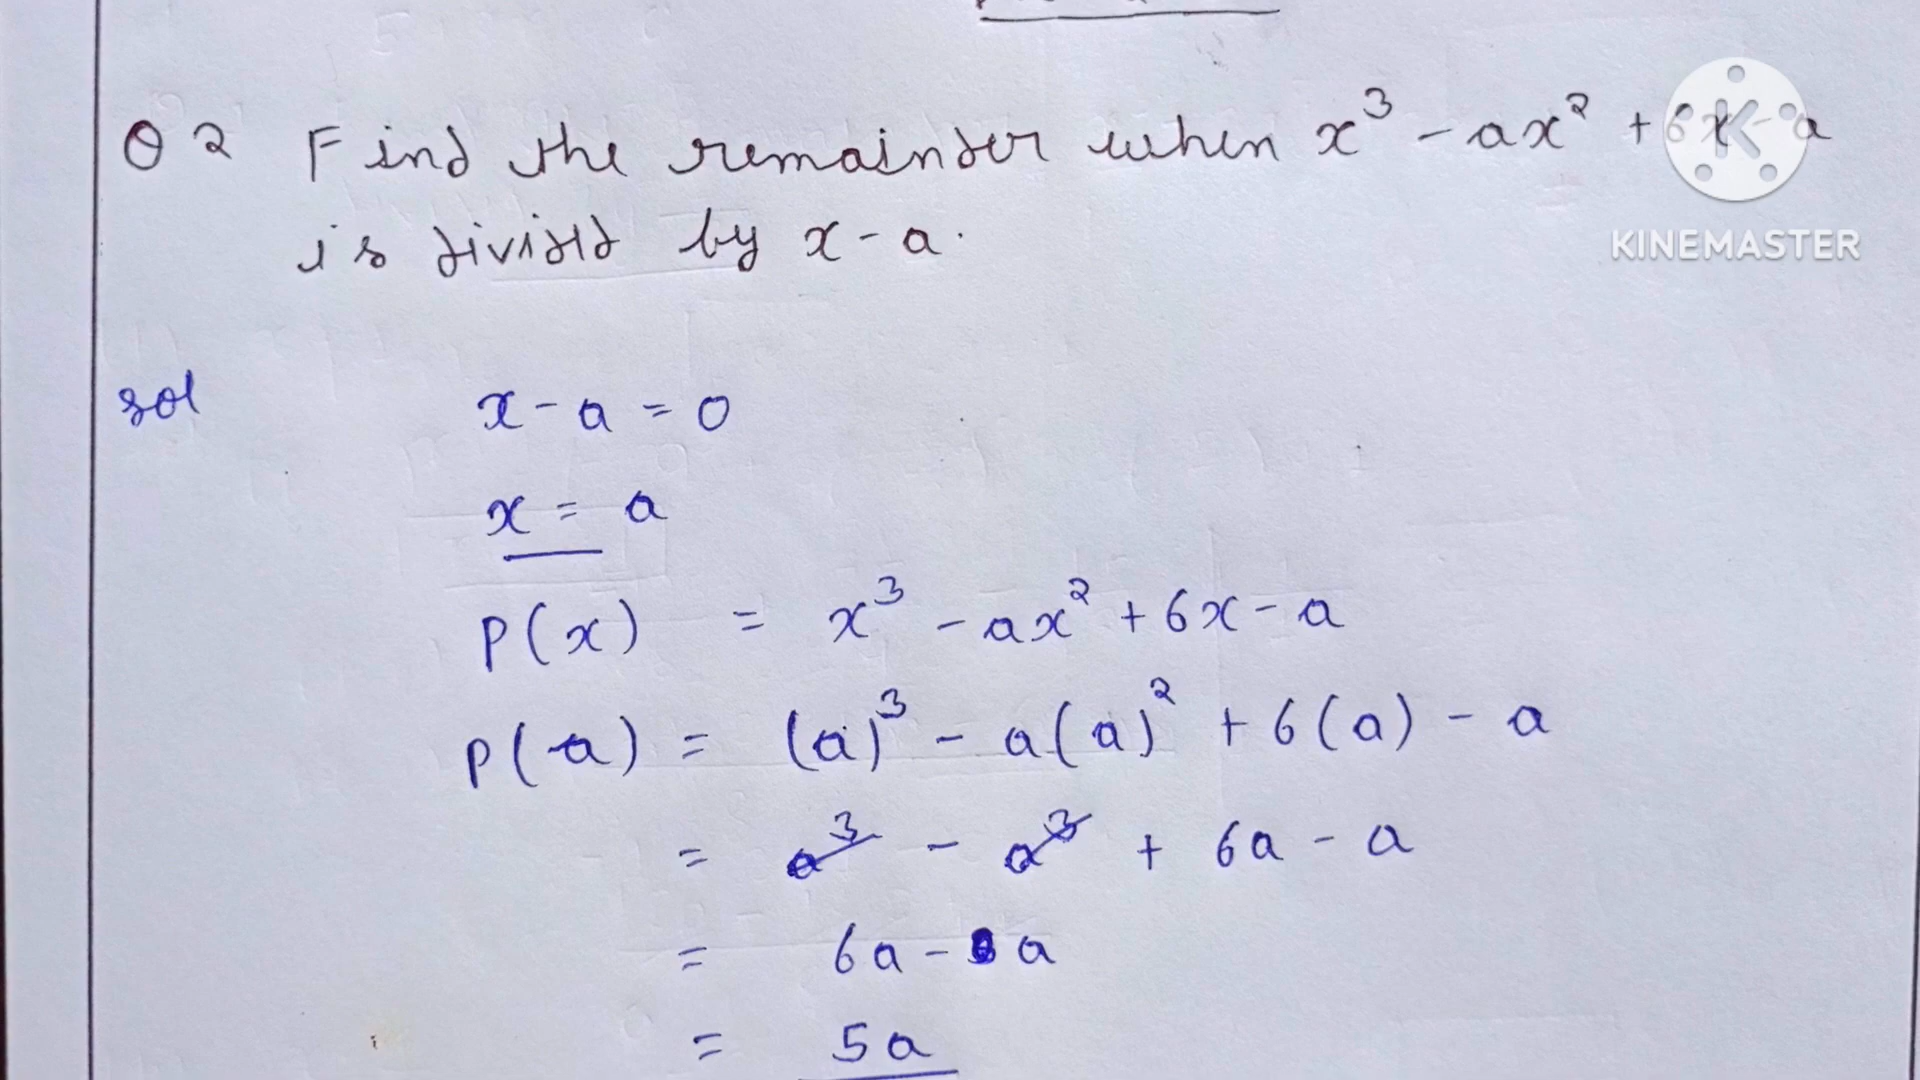 Q2 Find the remainder when x³ - ax² + 6x - a
is divided by x - a.
KINEMASTER
sol
x - a = 0
x = a
P(x) = x³ - ax² + 6x - a
P(a) = (a)³ - a(a)² + 6(a) - a
= a³ - a³ + 6a - a
= 6a - a
= 5a